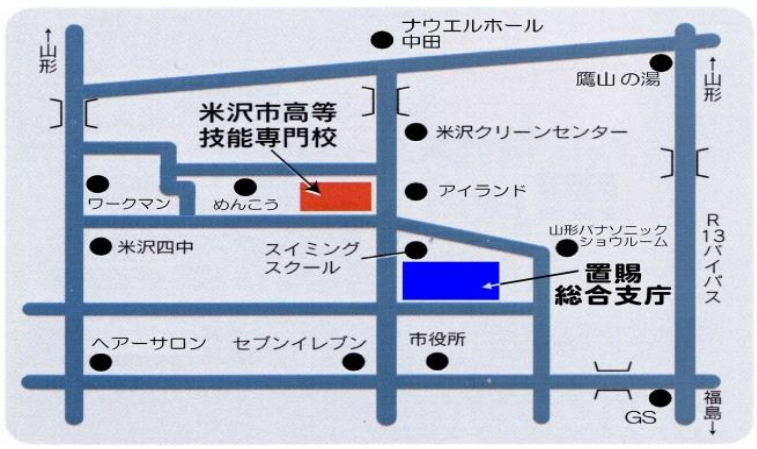 ナウエルホール
中田
↑山形
鷹山の湯
↑山形
米沢市高等
技能専門校
米沢クリーンセンター
ワークマン
めんこう
アイランド
米沢四中
スイミング
スクール
山形パナソニック
ショウルーム
R13バイパス
置賜
総合支庁
ヘアーサロン
セブンイレブン
市役所
GS
福島↓